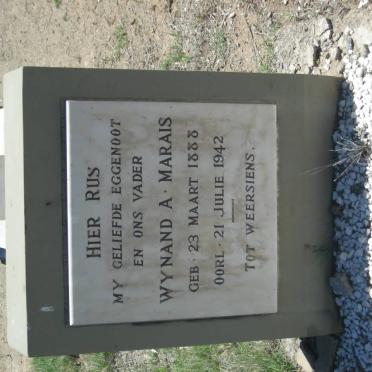 HIER RUS
MY GELIEFDE EGGENOOT
EN ONS VADER
WYNAND A. MARAIS
GEB. 23 MAART 1888
OORL. 21 JULIE 1942
TOT WEERSIENS.